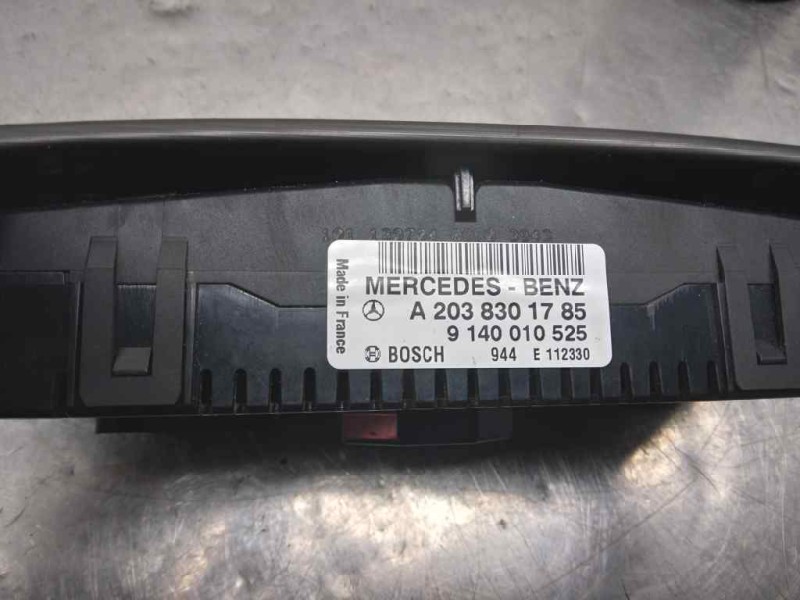 Made in France
MERCEDES - BENZ
A 203 830 17 85
9 140 010 525
BOSCH 944 E 112330